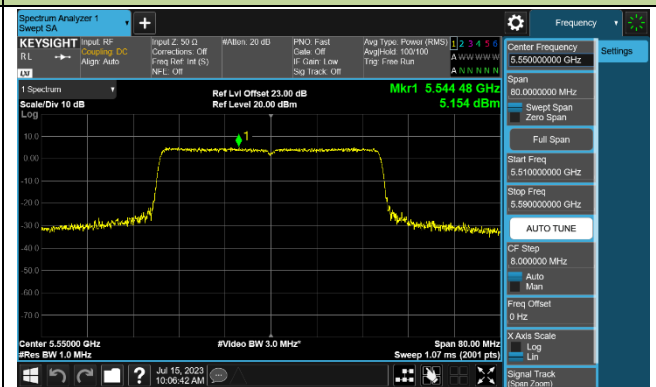 Spectrum Analyzer 1
Swept SA
Frequency
KEYSIGHT
RL
LXI
Input: RF
Coupling: DC
Align: Auto
Input Z: 50 Ω
Corrections: Off
Freq Ref: Int (S)
NFE: Off
#Atten: 20 dB
PNO: Fast
Gate: Off
IF Gain: Low
Sig Track: Off
Avg Type: Power (RMS)
Avg|Hold: 100/100
Trig: Free Run
1 2 3 4 5 6
A WW WW W
A N N N N N
1 Spectrum
Scale/Div 10 dB
Log
Ref Lvl Offset 23.00 dB
Ref Level 20.00 dBm
Mkr1 5.544 48 GHz
5.154 dBm
1
10.0
0.00
-10.0
-20.0
-30.0
-40.0
-50.0
-60.0
-70.0
Center 5.55000 GHz
#Res BW 1.0 MHz
#Video BW 3.0 MHz*
Span 80.00 MHz
Sweep 1.07 ms (2001 pts)
Center Frequency
5.550000000 GHz
Span
80.0000000 MHz
Swept Span
Zero Span
Full Span
Start Freq
5.510000000 GHz
Stop Freq
5.590000000 GHz
AUTO TUNE
CF Step
8.000000 MHz
Auto
Man
Freq Offset
0 Hz
X Axis Scale
Log
Lin
Signal Track
(Span Zoom)
Settings
?
Jul 15, 2023
10:06:42 AM